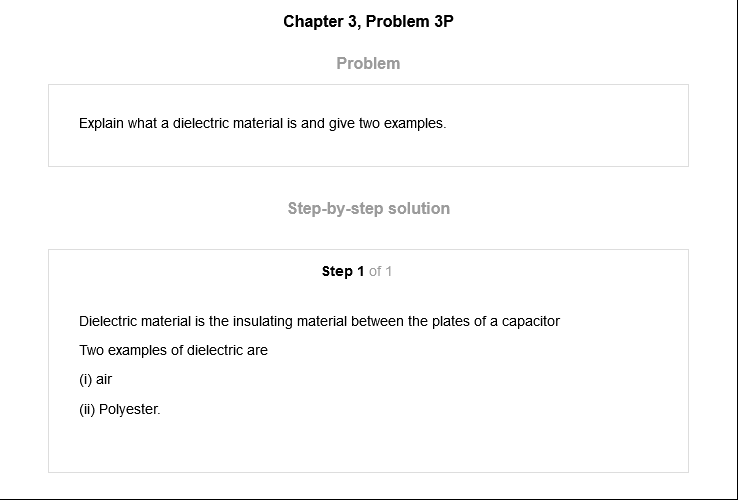 Chapter 3, Problem 3P
Problem
Explain what a dielectric material is and give two examples.
Step-by-step solution
Step 1 of 1
Dielectric material is the insulating material between the plates of a capacitor
Two examples of dielectric are
(i) air
(ii) Polyester.